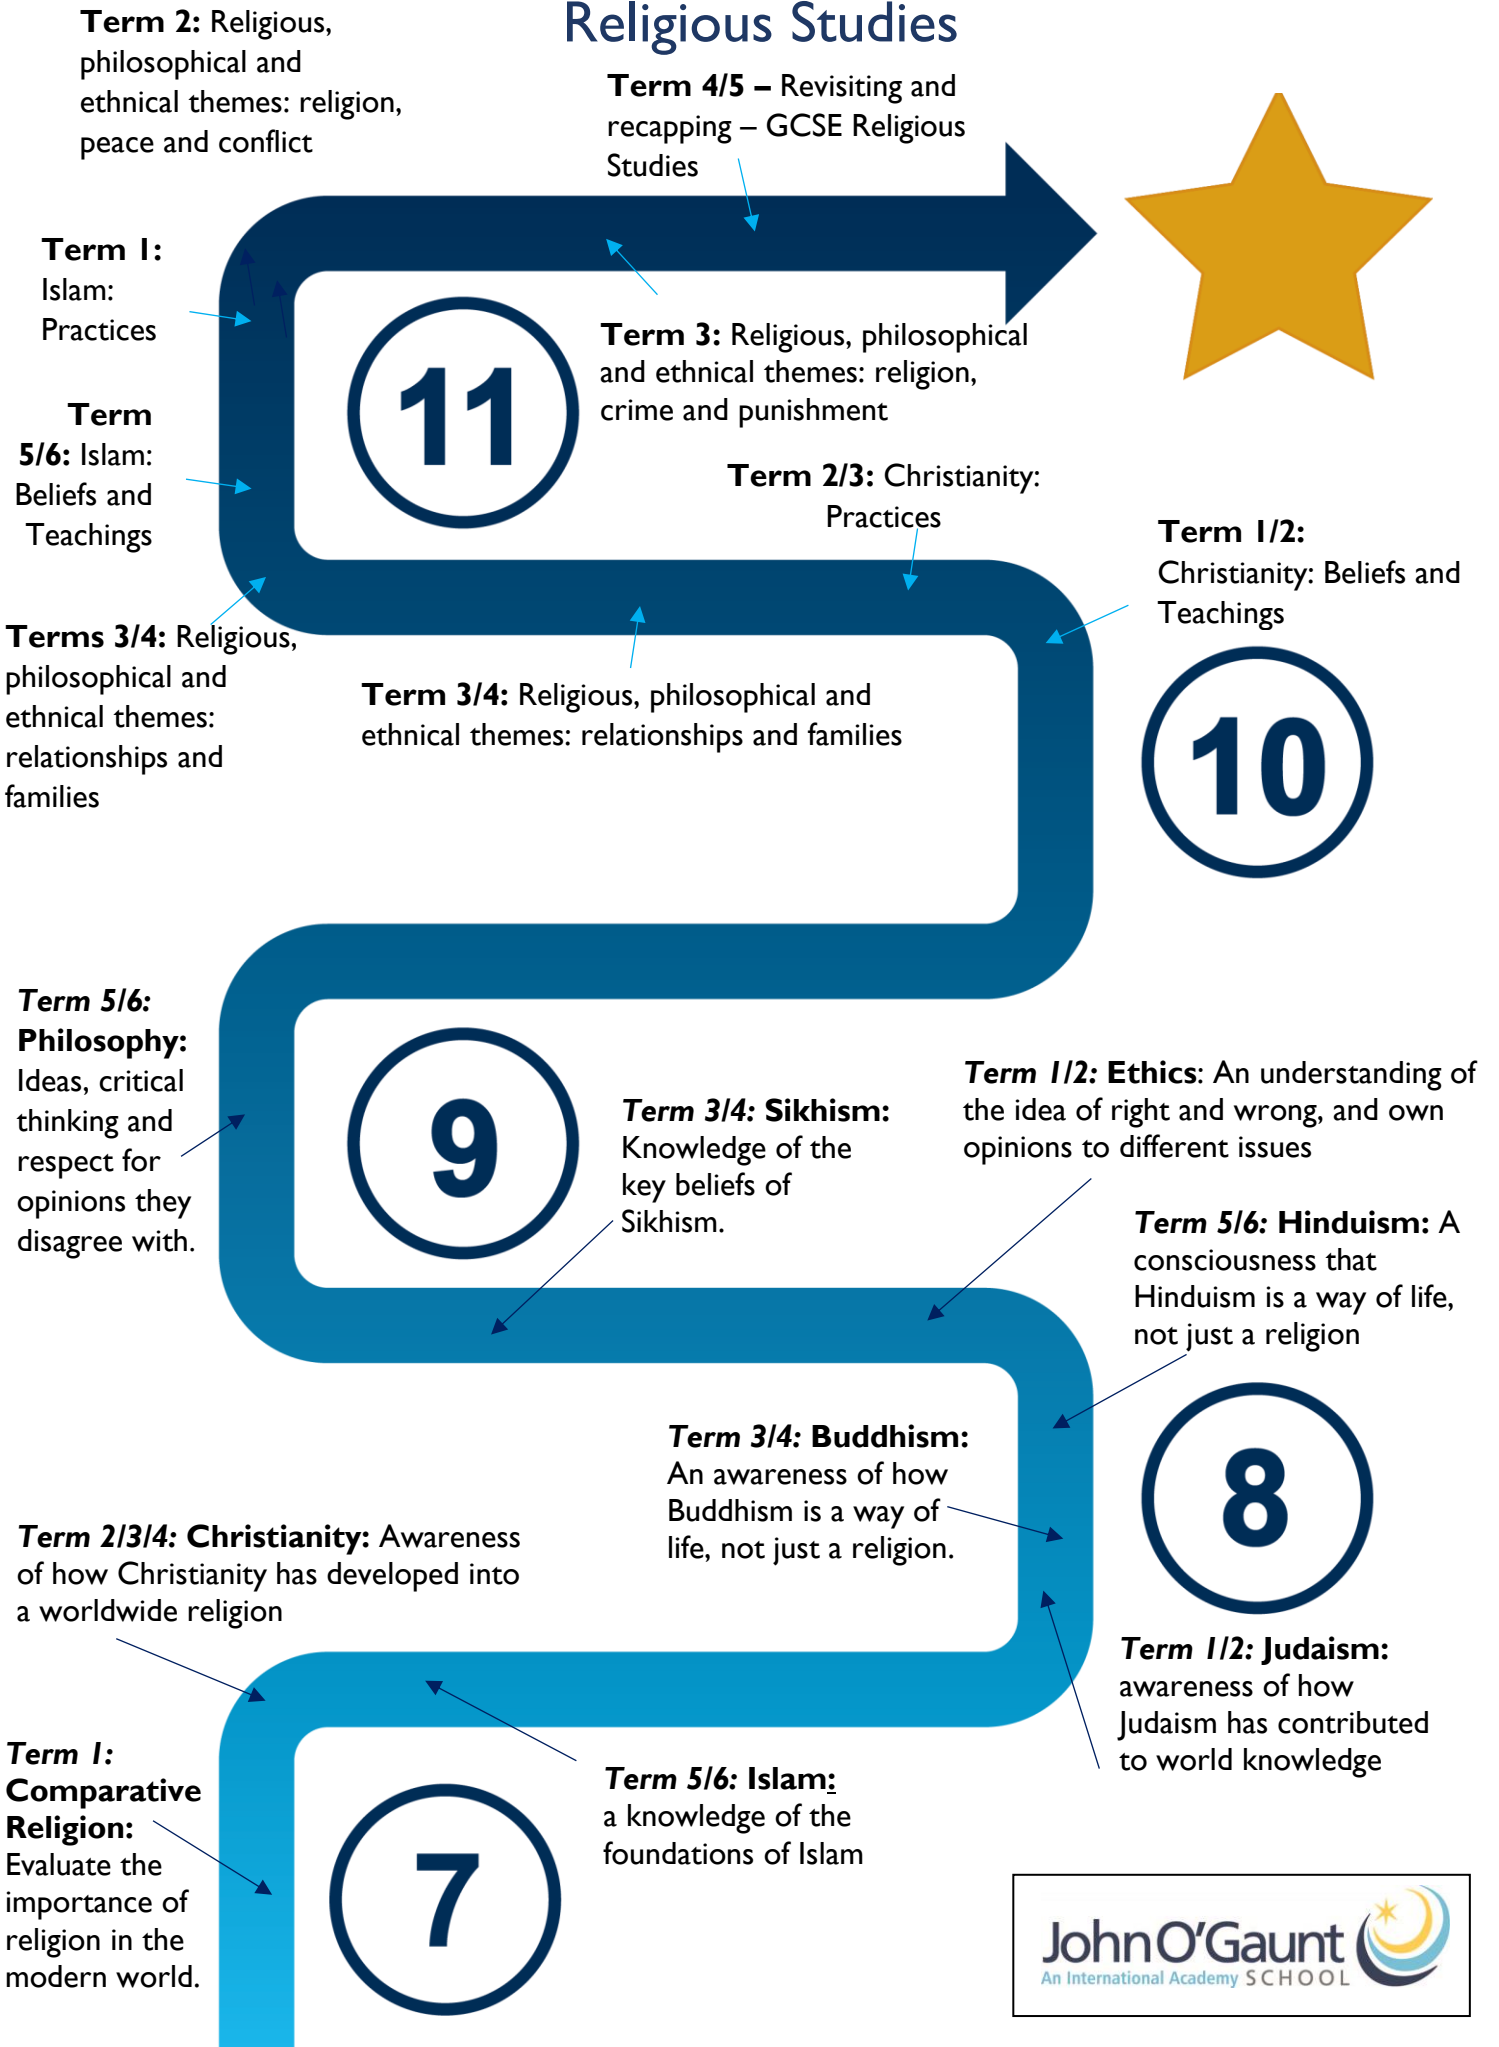 Religious Studies
Term 2: Religious,
philosophical and
ethnical themes: religion,
peace and conflict
Term 4/5 – Revisiting and
recapping – GCSE Religious
Studies
Term 1:
Islam:
Practices
11
Term 3: Religious, philosophical
and ethnical themes: religion,
crime and punishment
Term
5/6: Islam:
Beliefs and
Teachings
Term 2/3: Christianity:
Practices
Term 1/2:
Christianity: Beliefs and
Teachings
Terms 3/4: Religious,
philosophical and
ethnical themes:
relationships and
families
Term 3/4: Religious, philosophical and
ethnical themes: relationships and families
10
Term 5/6:
Philosophy:
Ideas, critical
thinking and
respect for
opinions they
disagree with.
9
Term 3/4: Sikhism:
Knowledge of the
key beliefs of
Sikhism.
Term 1/2: Ethics: An understanding of
the idea of right and wrong, and own
opinions to different issues
Term 5/6: Hinduism: A
consciousness that
Hinduism is a way of life,
not just a religion
Term 3/4: Buddhism:
An awareness of how
Buddhism is a way of
life, not just a religion.
8
Term 2/3/4: Christianity: Awareness
of how Christianity has developed into
a worldwide religion
Term 1/2: Judaism:
awareness of how
Judaism has contributed
to world knowledge
Term 1:
Comparative
Religion:
Evaluate the
importance of
religion in the
modern world.
7
Term 5/6: Islam:
a knowledge of the
foundations of Islam
John O'Gaunt
An International Academy SCHOOL